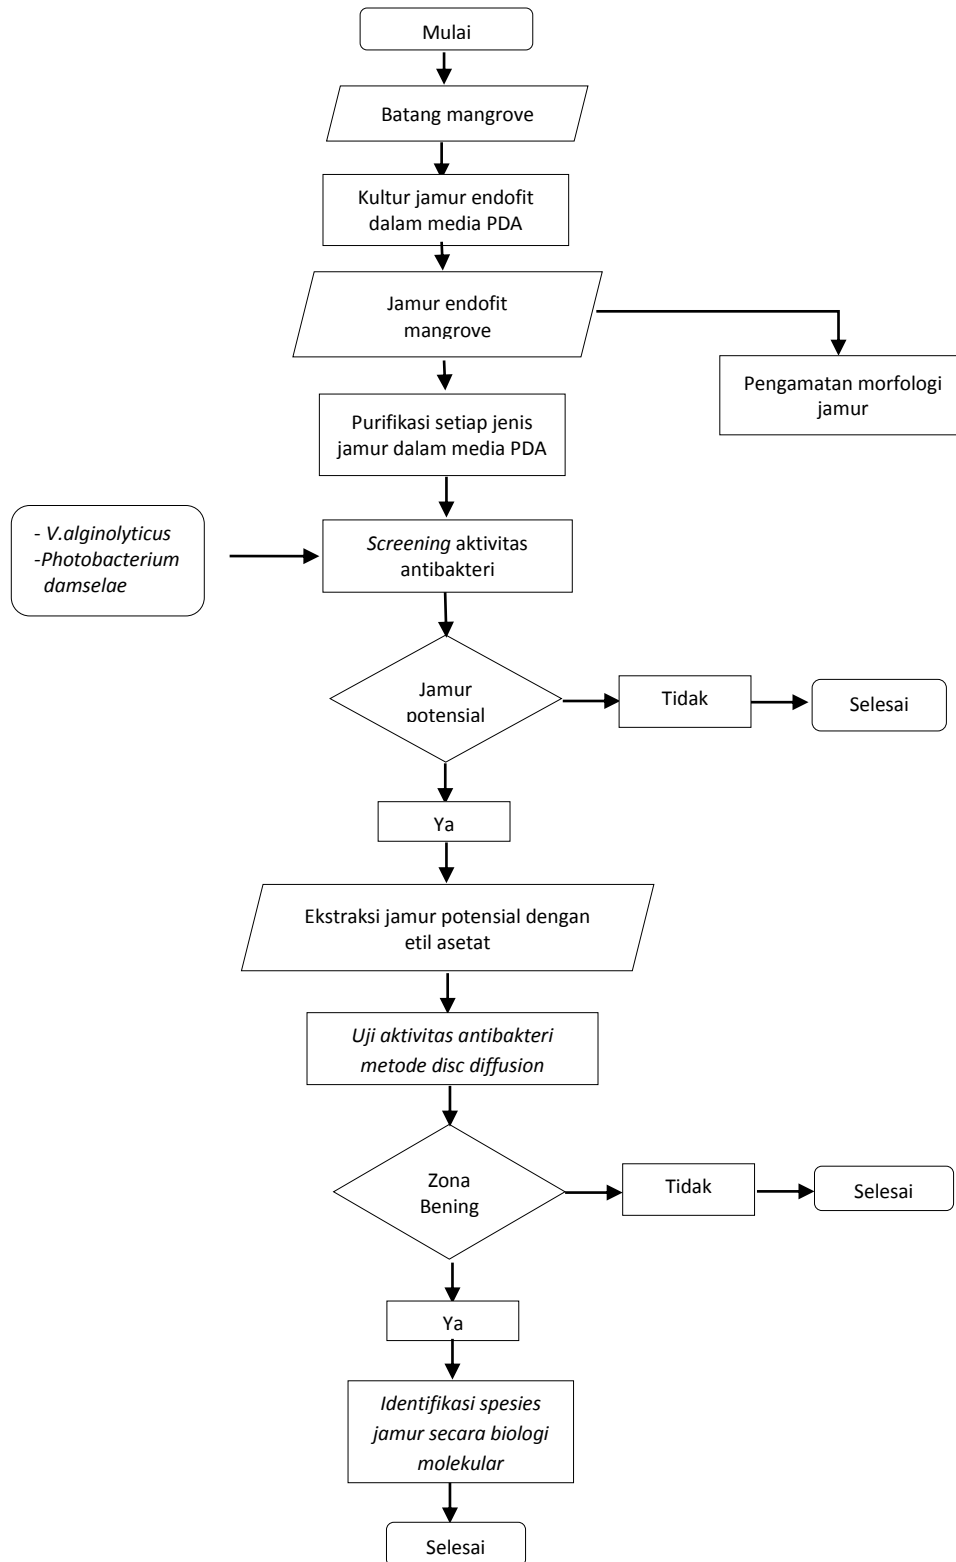 Mulai
Batang mangrove
Kultur jamur endofit
dalam media PDA
Jamur endofit
mangrove
Pengamatan morfologi
jamur
Purifikasi setiap jenis
jamur dalam media PDA
- V.alginolyticus
-Photobacterium
damselae
Screening aktivitas
antibakteri
Jamur
potensial
Tidak
Selesai
Ya
Ekstraksi jamur potensial dengan
etil asetat
Uji aktivitas antibakteri
metode disc diffusion
Zona
Bening
Tidak
Selesai
Ya
Identifikasi spesies
jamur secara biologi
molekular
Selesai